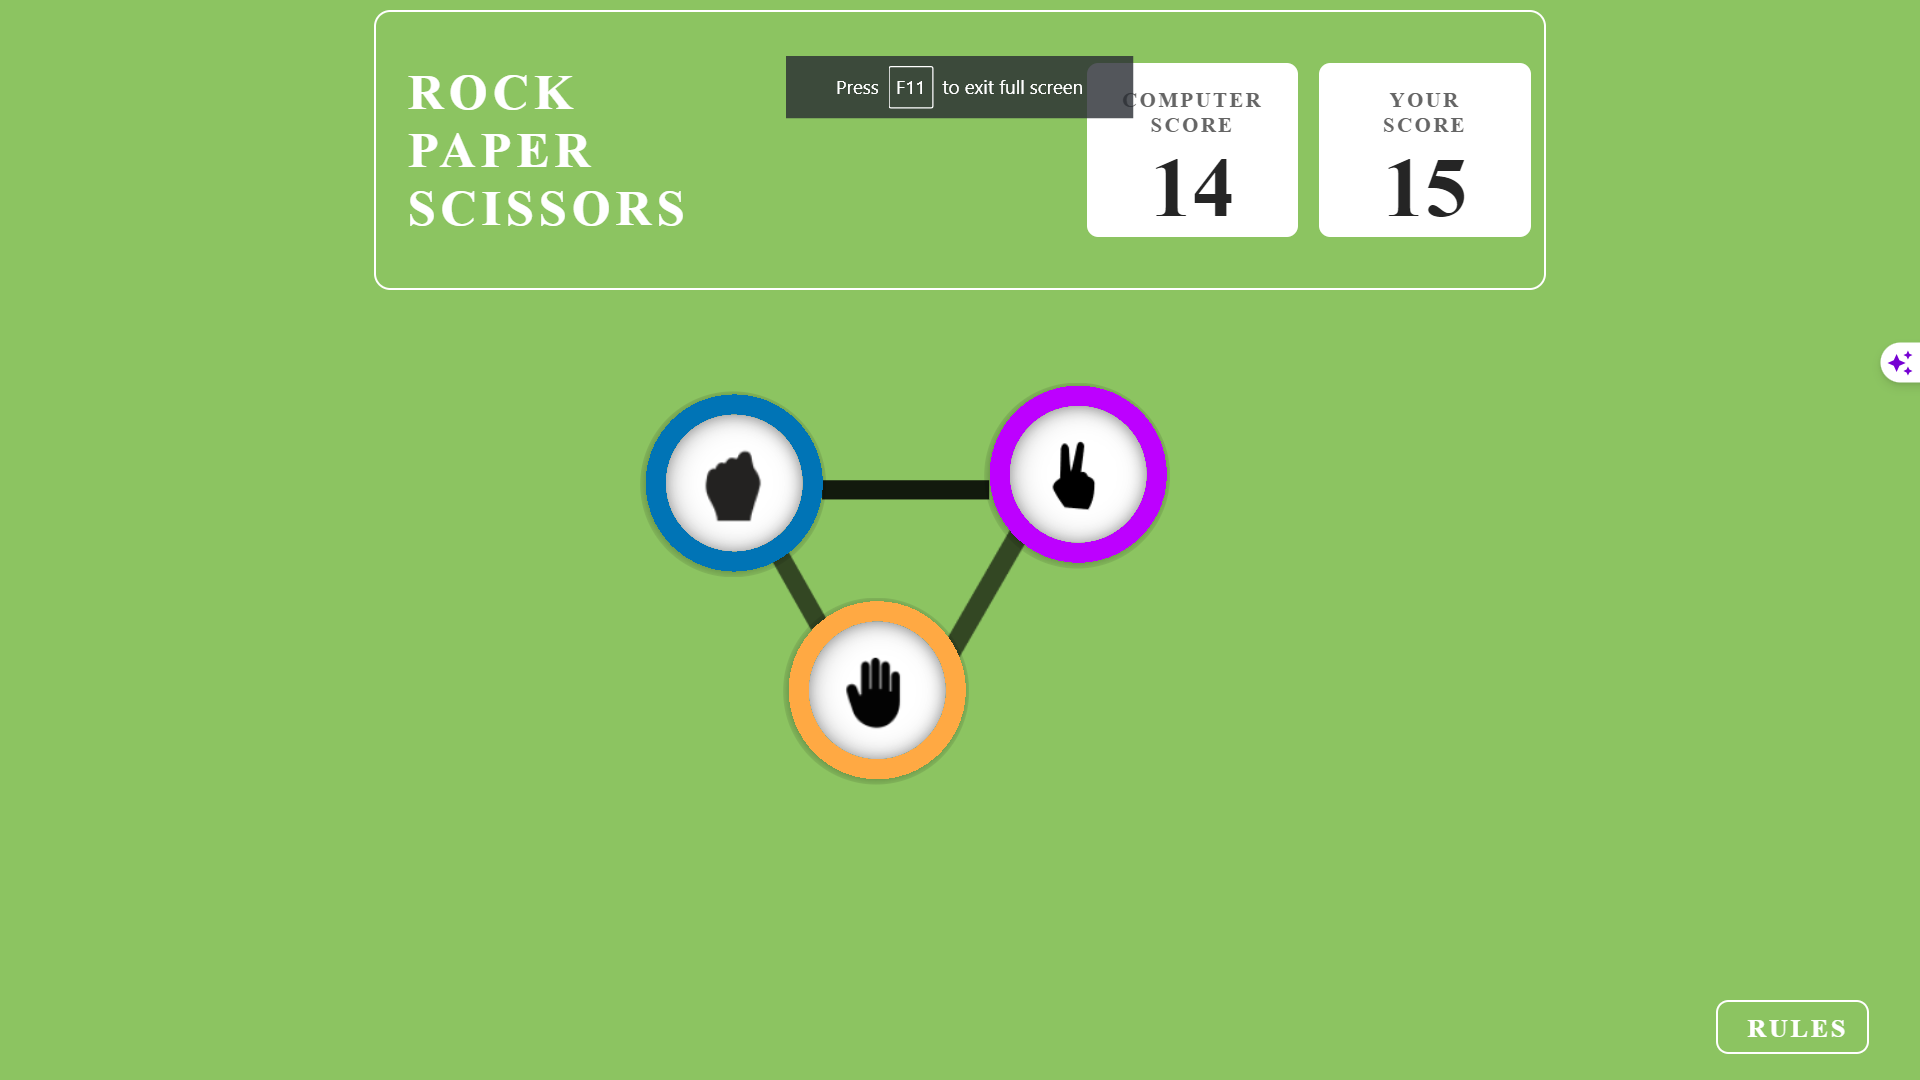 ROCK
PAPER
SCISSORS
Press F11 to exit full screen
COMPUTER
SCORE
14
YOUR
SCORE
15
RULES